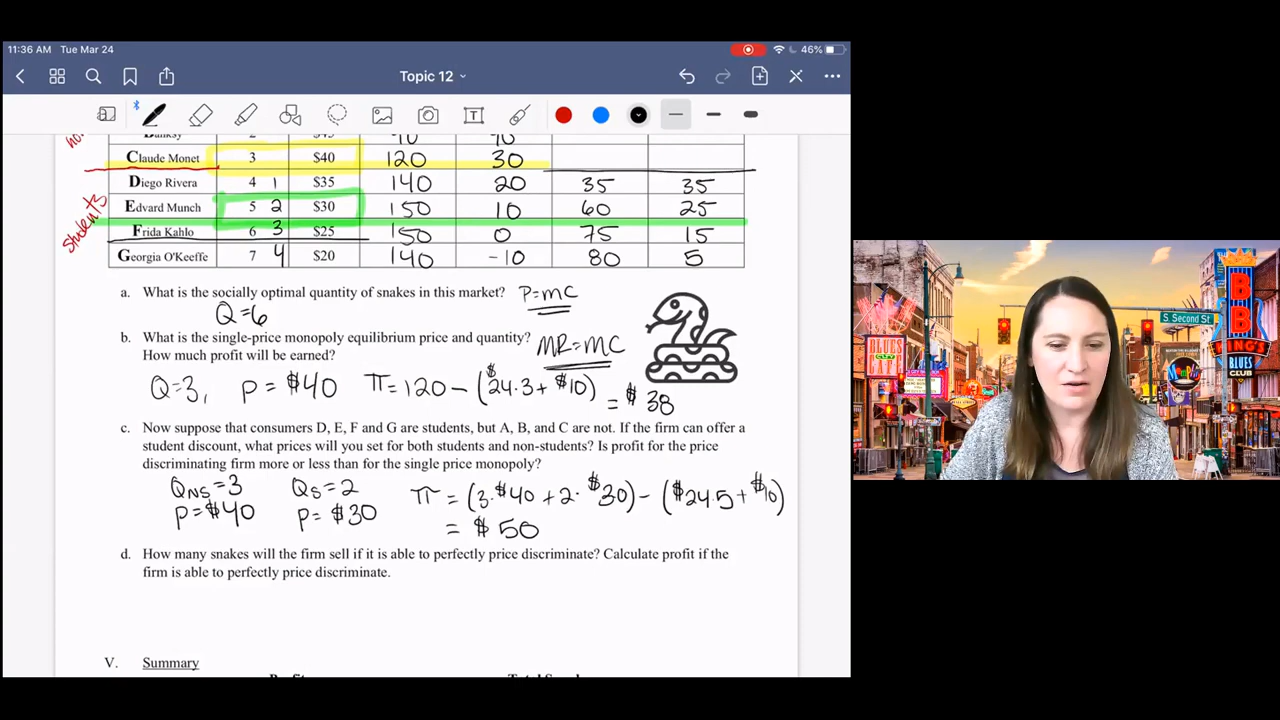 11:36 AM Tue Mar 24
46%
Topic 12
T
Banksy 2 $45
Claude Monet 3 $40 120 30
Diego Rivera 4 1 $35 140 20 35 35
Edvard Munch 5 2 $30 150 10 60 25
Frida Kahlo 6 3 $25 150 0 75 15
Georgia O'Keeffe 7 4 $20 140 -10 80 5
Students
a. What is the socially optimal quantity of snakes in this market? P=MC
Q=6
b. What is the single-price monopoly equilibrium price and quantity? MR=MC
How much profit will be earned?
Q=3, P=$40 π=120-($24·3+$10)
=$38
c. Now suppose that consumers D, E, F and G are students, but A, B, and C are not. If the firm can offer a
student discount, what prices will you set for both students and non-students? Is profit for the price
discriminating firm more or less than for the single price monopoly?
QNS=3 QS=2 π=(3·$40+2·$30)-($24·5+$10)
P=$40 P=$30
=$50
d. How many snakes will the firm sell if it is able to perfectly price discriminate? Calculate profit if the
firm is able to perfectly price discriminate.
V. Summary
S. Second St
BLUES CITY
B.B. KING'S
BLUES CLUB
Memphis